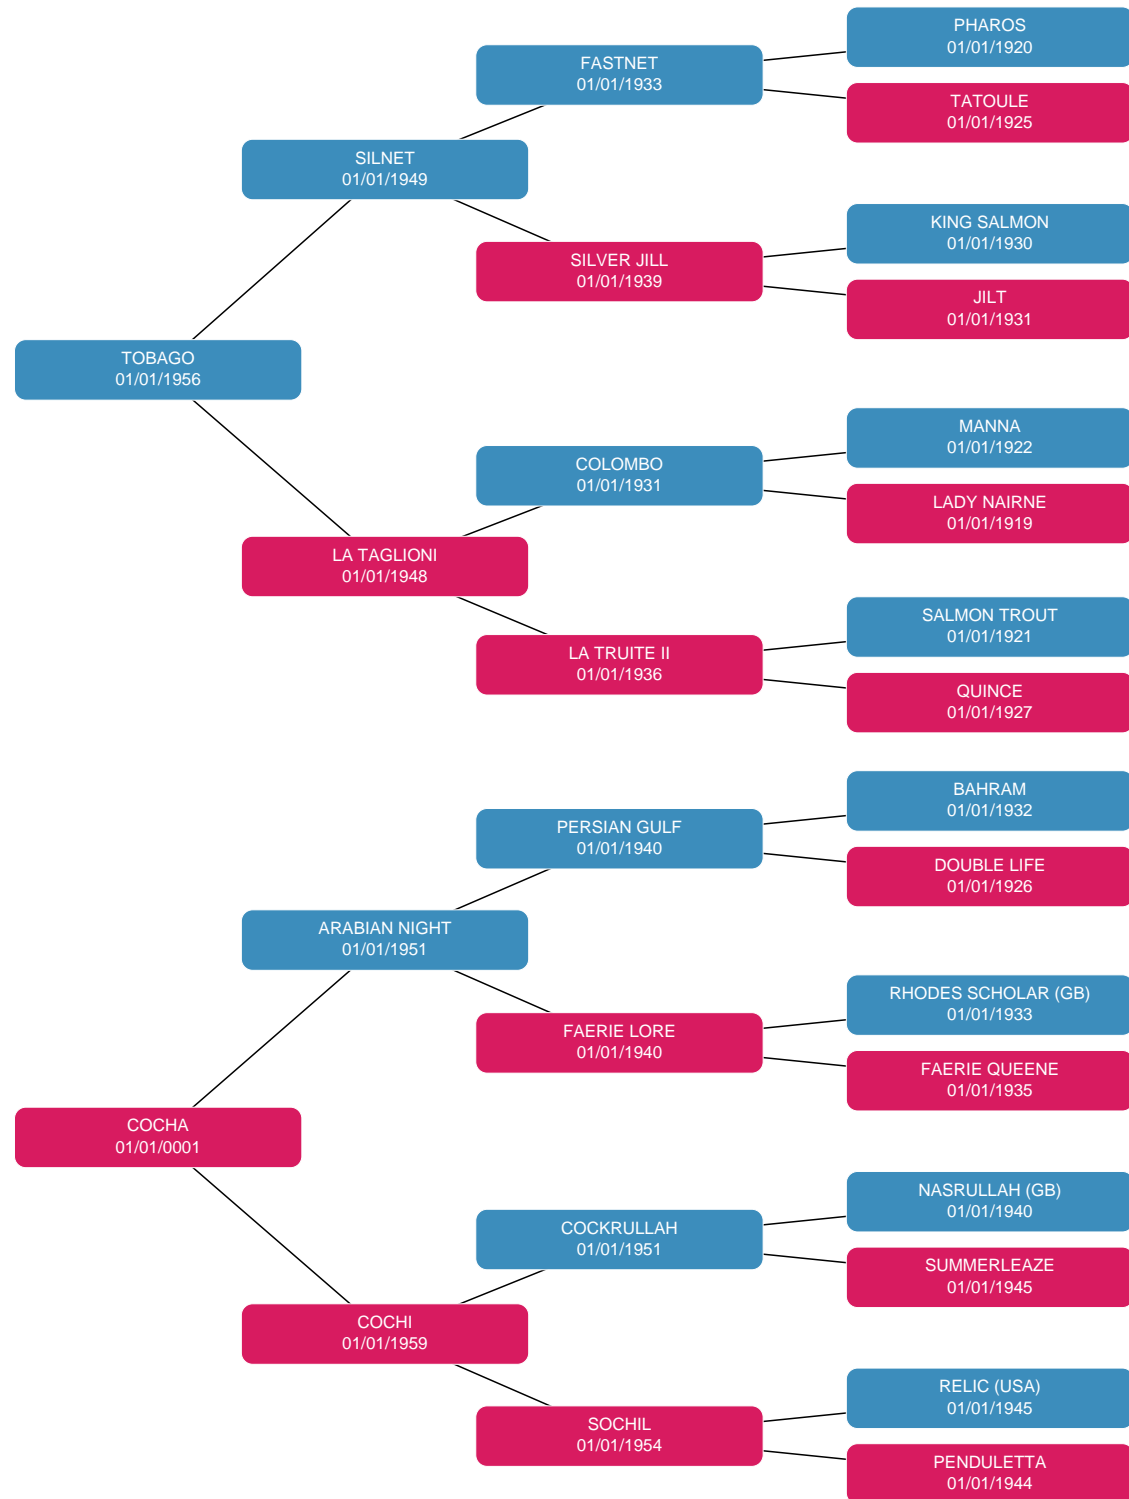 PHAROS
01/01/1920
FASTNET
01/01/1933
TATOULE
01/01/1925
SILNET
01/01/1949
KING SALMON
01/01/1930
SILVER JILL
01/01/1939
JILT
01/01/1931
TOBAGO
01/01/1956
MANNA
01/01/1922
COLOMBO
01/01/1931
LADY NAIRNE
01/01/1919
LA TAGLIONI
01/01/1948
SALMON TROUT
01/01/1921
LA TRUITE II
01/01/1936
QUINCE
01/01/1927
BAHRAM
01/01/1932
PERSIAN GULF
01/01/1940
DOUBLE LIFE
01/01/1926
ARABIAN NIGHT
01/01/1951
RHODES SCHOLAR (GB)
01/01/1933
FAERIE LORE
01/01/1940
FAERIE QUEENE
01/01/1935
COCHA
01/01/0001
NASRULLAH (GB)
01/01/1940
COCKRULLAH
01/01/1951
SUMMERLEAZE
01/01/1945
COCHI
01/01/1959
RELIC (USA)
01/01/1945
SOCHIL
01/01/1954
PENDULETTA
01/01/1944